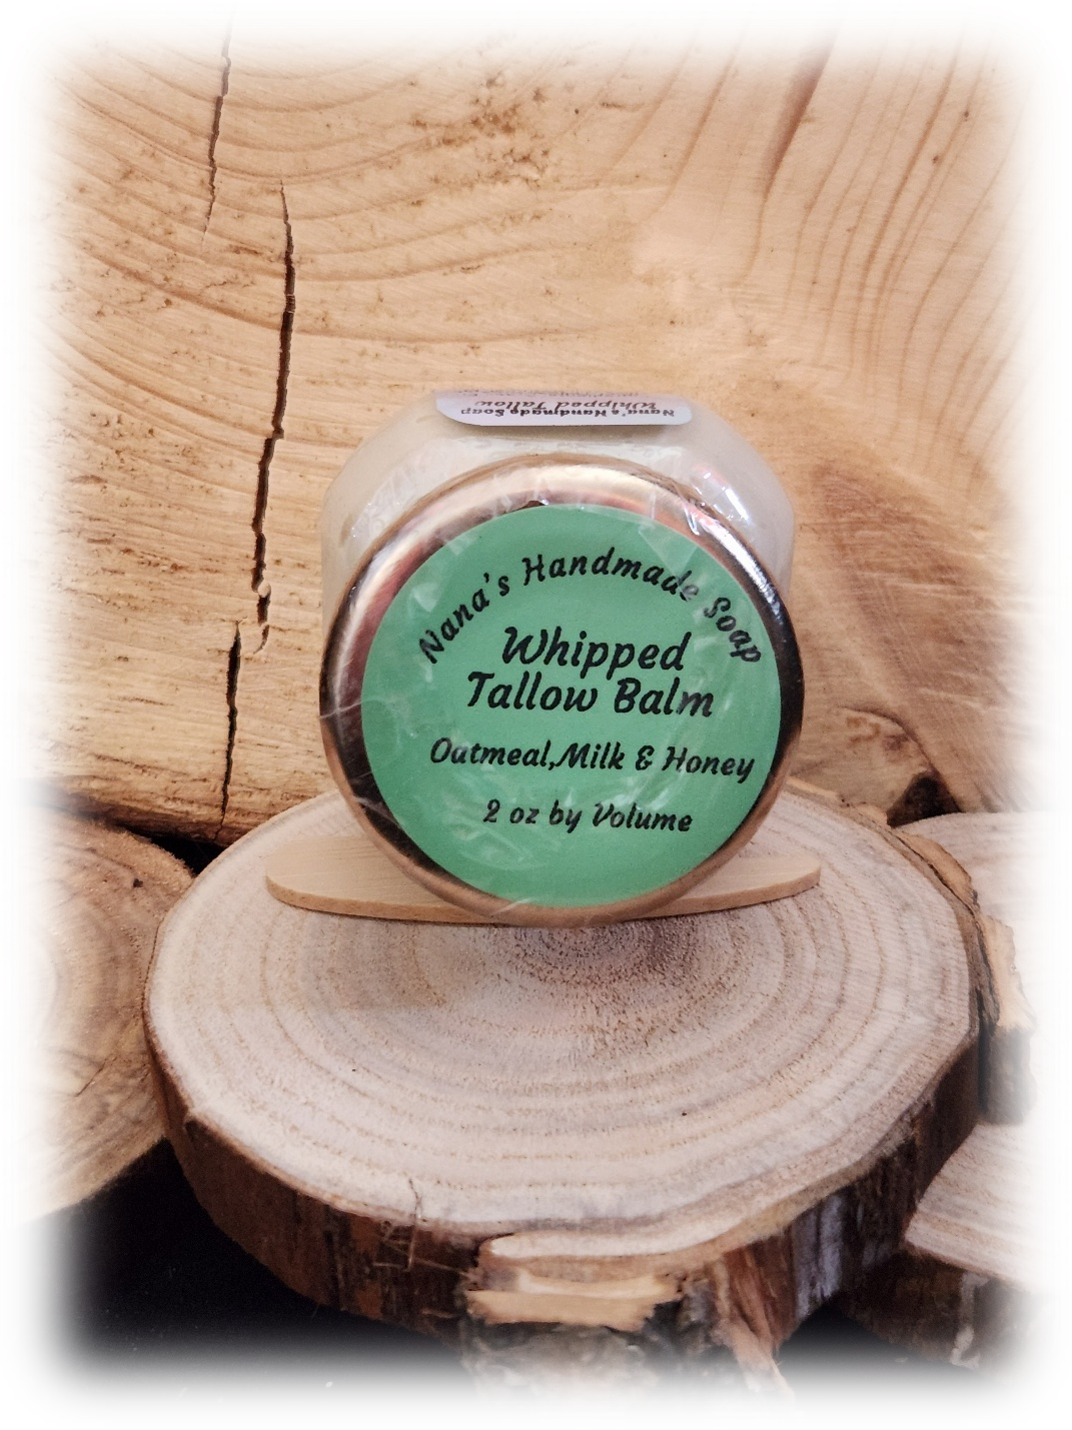 Nana's Handmade Soap
Whipped Tallow
Nana's Handmade Soap
Whipped
Tallow Balm
Oatmeal,Milk & Honey
2 oz by Volume